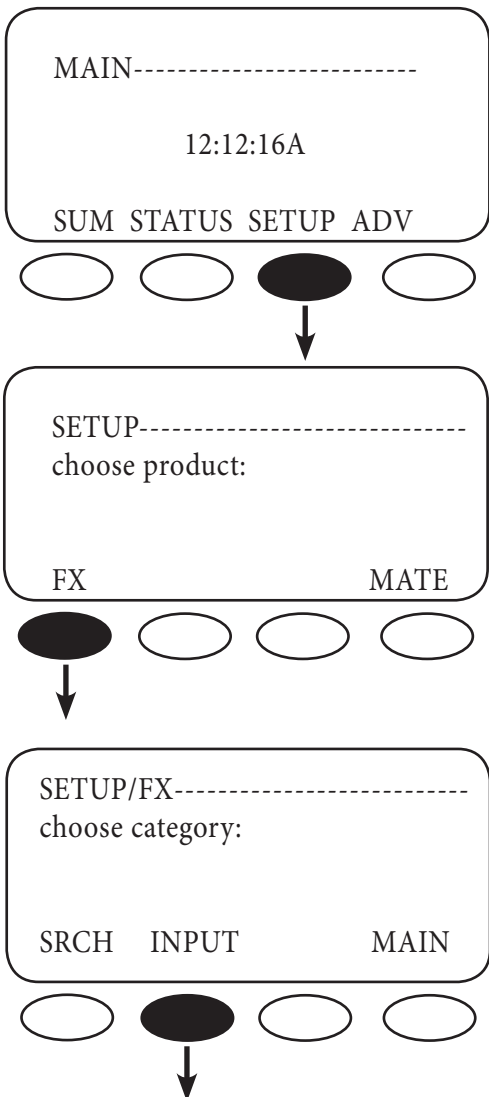 MAIN--------------------------
12:12:16A
SUM STATUS SETUP ADV
SETUP------------------------------
choose product:
FX MATE
SETUP/FX---------------------------
choose category:
SRCH INPUT MAIN